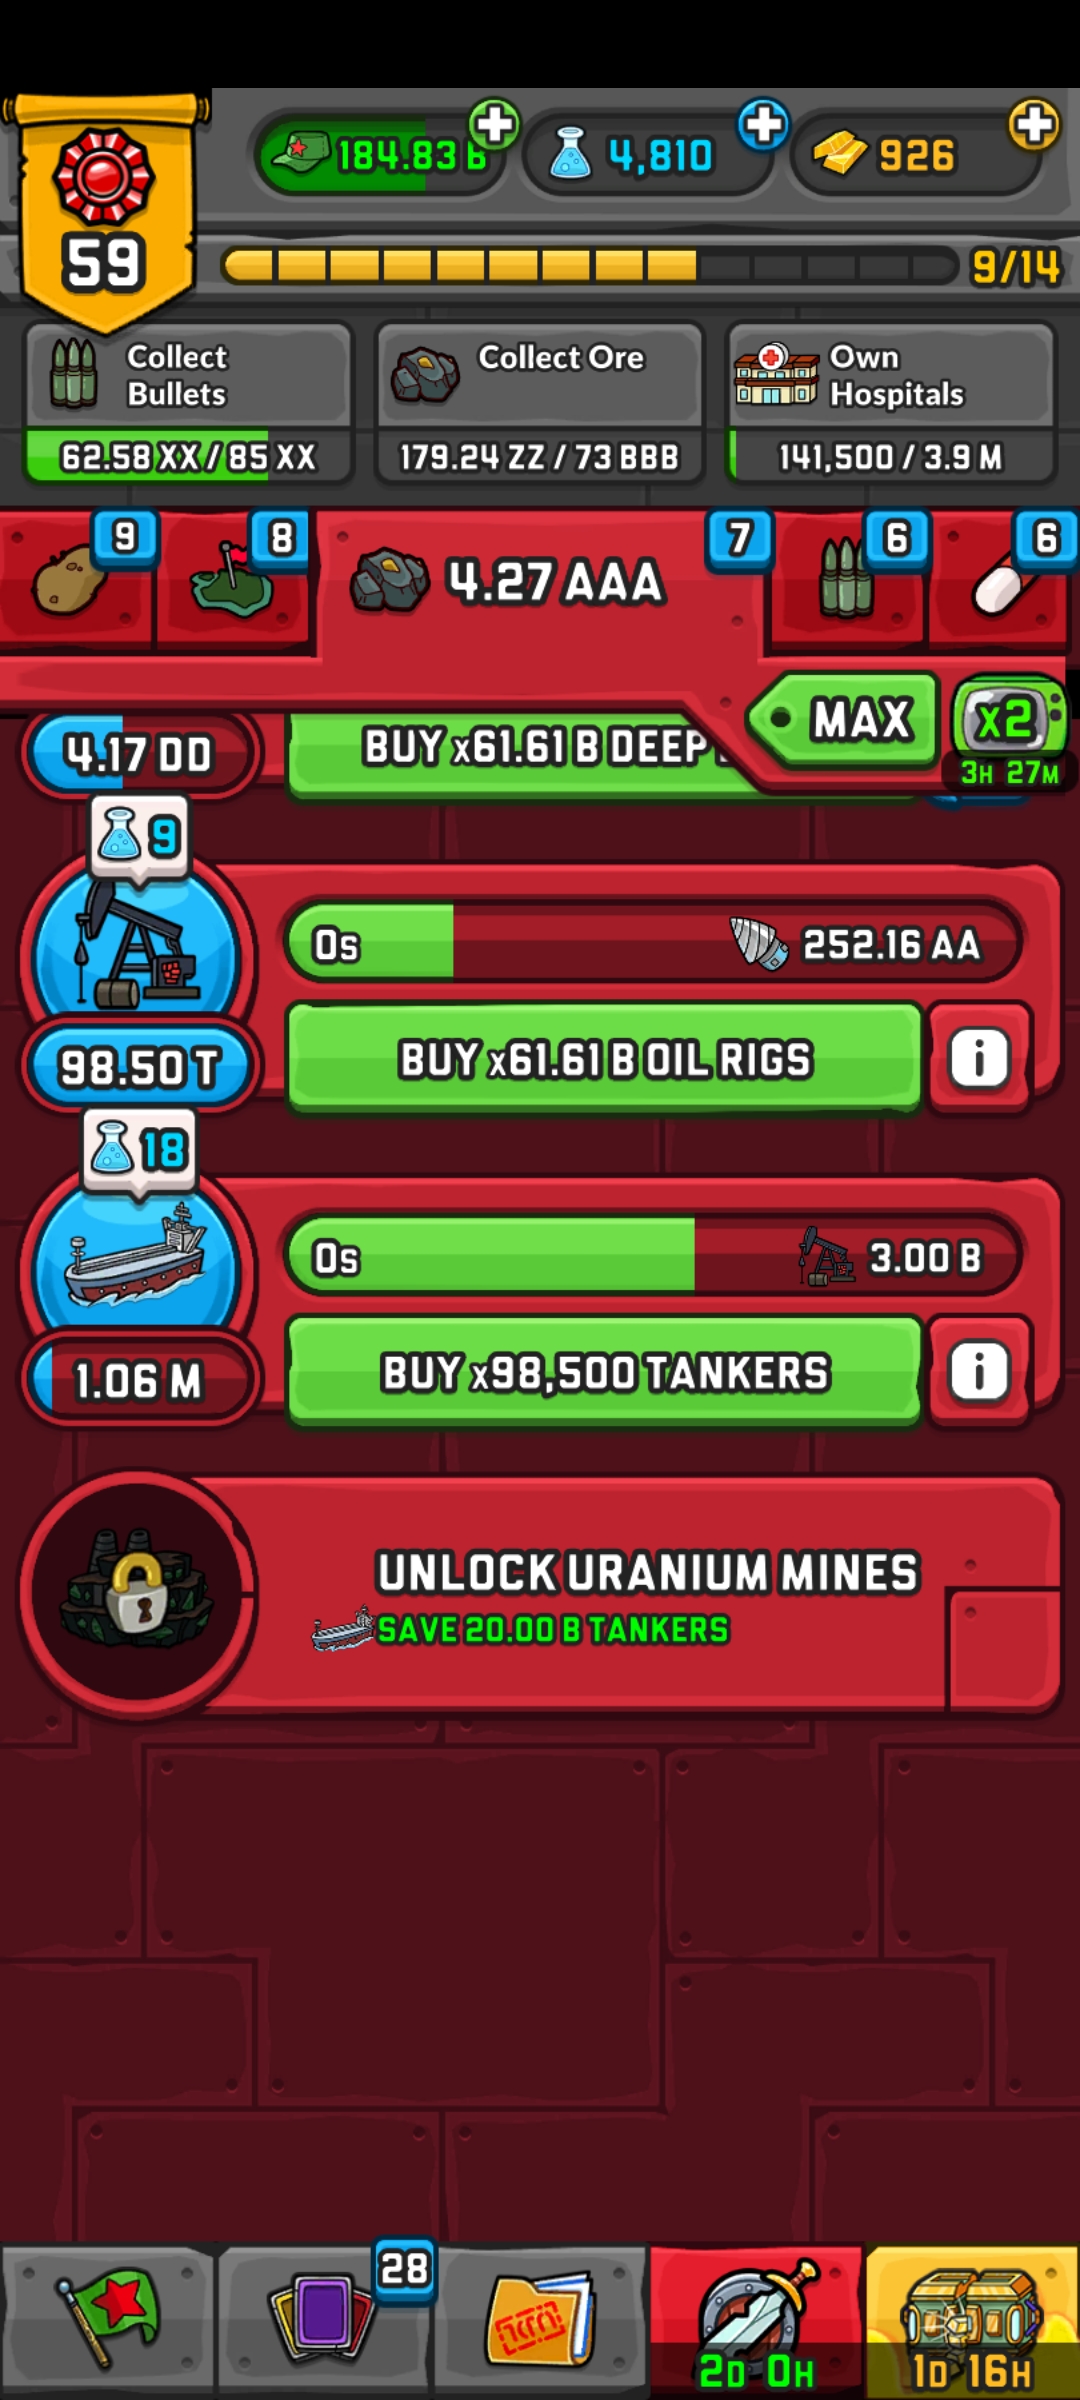 184.83 B
4,810
926
59
9/14
Collect
Bullets
62.58 XX / 85 XX
Collect Ore
179.24 ZZ / 73 BBB
Own
Hospitals
141,500 / 3.9 M
9
8
4.27 AAA
7
6
6
MAX
x2
3H 27M
4.17 DD
BUY x61.61 B DEEP
9
0s
252.16 AA
98.50 T
BUY x61.61 B OIL RIGS
i
18
0s
3.00 B
1.06 M
BUY x98,500 TANKERS
i
UNLOCK URANIUM MINES
SAVE 20.00 B TANKERS
28
2D 0H
1D 16H